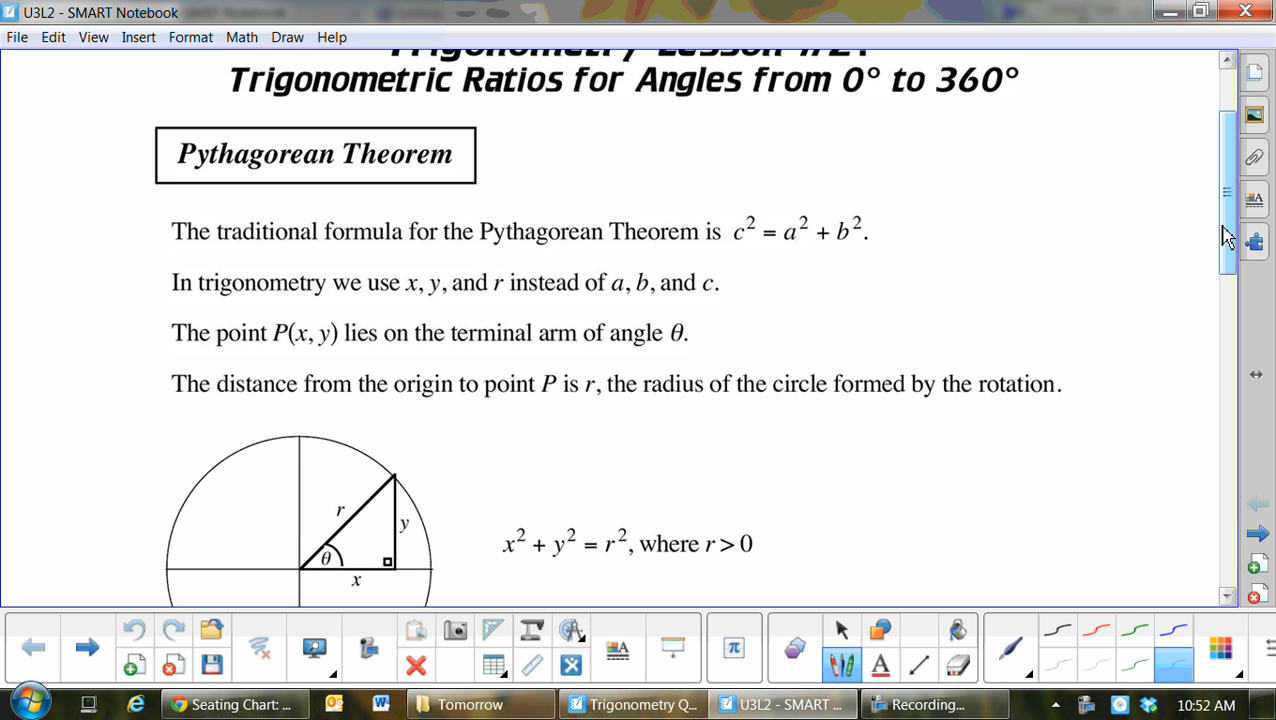 U3L2 - SMART Notebook
File Edit View Insert Format Math Draw Help
Trigonometry Lesson #2:
Trigonometric Ratios for Angles from 0° to 360°
Pythagorean Theorem
The traditional formula for the Pythagorean Theorem is c² = a² + b².
In trigonometry we use x, y, and r instead of a, b, and c.
The point P(x, y) lies on the terminal arm of angle θ.
The distance from the origin to point P is r, the radius of the circle formed by the rotation.
r
y
θ
x
x² + y² = r², where r > 0
π
A
Seating Chart: ...
Tomorrow
Trigonometry Q...
U3L2 - SMART ...
Recording...
10:52 AM